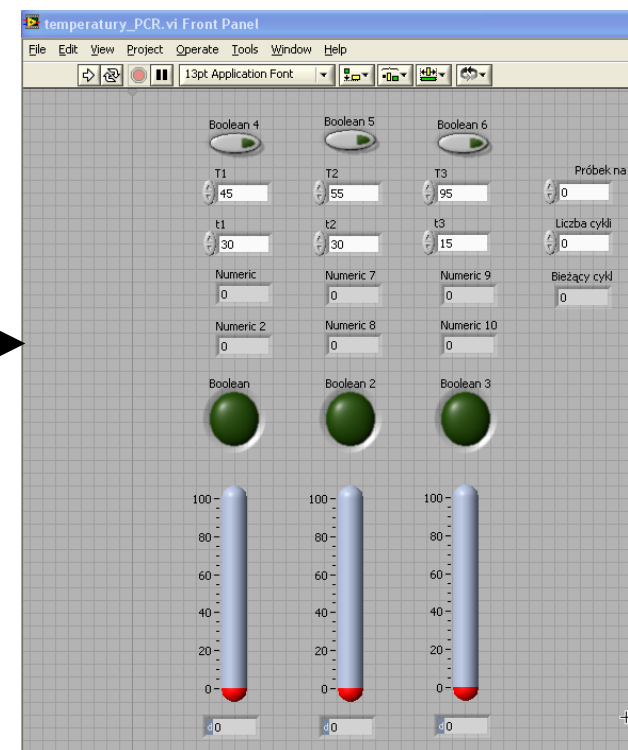 temperatury_PCR.vi Front Panel
File Edit View Project Operate Tools Window Help
13pt Application Font
Boolean 4 Boolean 5 Boolean 6
T1 T2 T3 Próbek na
45 55 95 0
t1 t2 t3 Liczba cykli
30 30 15 0
Numeric Numeric 7 Numeric 9 Bieżący cykl
0 0 0 0
Numeric 2 Numeric 8 Numeric 10
0 0 0
Boolean Boolean 2 Boolean 3
100 100 100
80 80 80
60 60 60
40 40 40
20 20 20
0 0 0
d 0 d 0 d 0